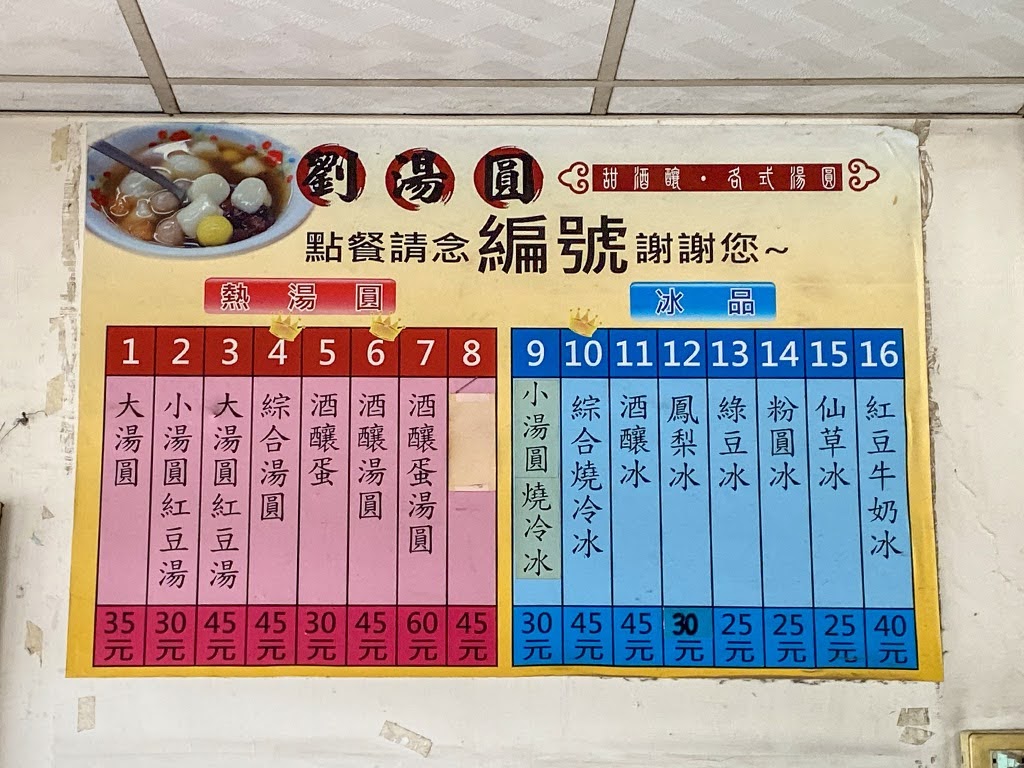 劉湯圓
甜酒釀・各式湯圓
點餐請念編號謝謝您~
熱湯圓
1 大湯圓 35元
2 小湯圓紅豆湯 30元
3 大湯圓紅豆湯 45元
4 綜合湯圓 45元
5 酒釀蛋 30元
6 酒釀湯圓 45元
7 酒釀蛋湯圓 60元
8 45元
冰品
9 小湯圓燒冷冰 30元
10 綜合燒冷冰 45元
11 酒釀冰 45元
12 鳳梨冰 30
13 綠豆冰 25元
14 粉圓冰 25元
15 仙草冰 25元
16 紅豆牛奶冰 40元